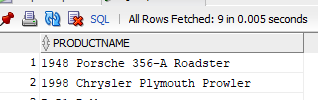 SQL | All Rows Fetched: 9 in 0.005 seconds
PRODUCTNAME
1 1948 Porsche 356-A Roadster
2 1998 Chrysler Plymouth Prowler